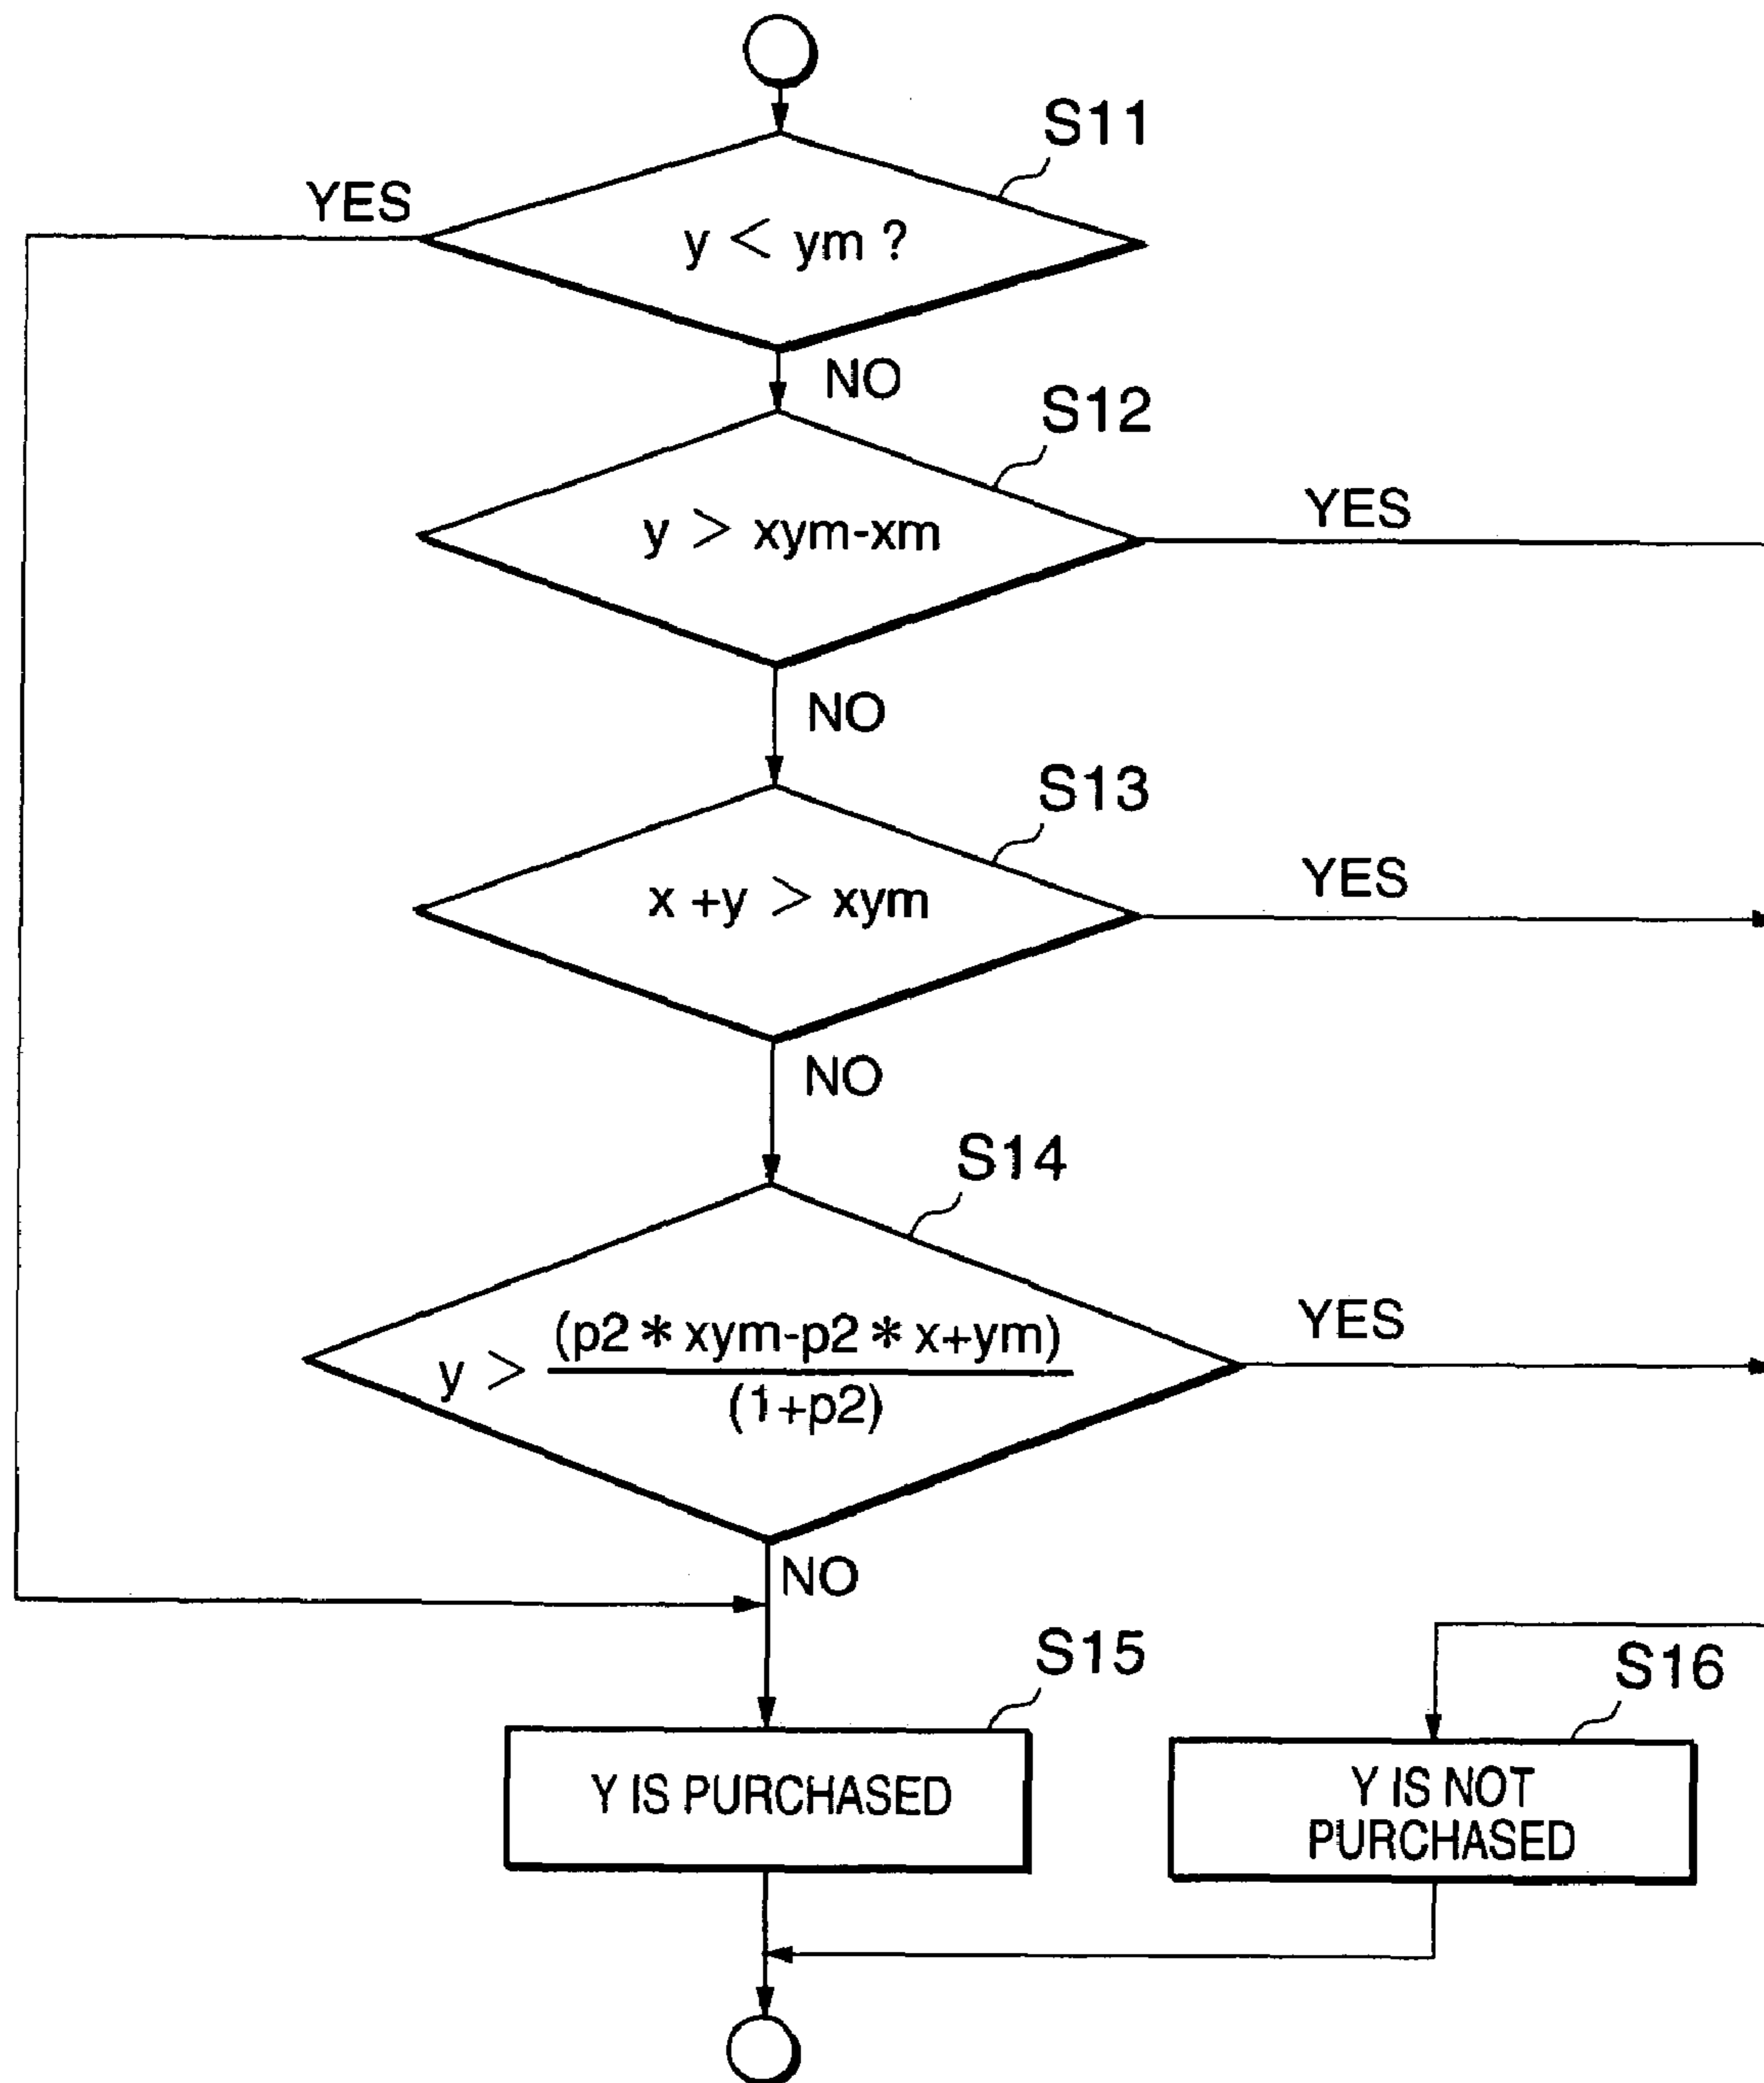 S11
YES
y < ym ?
NO
S12
YES
y > xym-xm
NO
S13
YES
x +y > xym
NO
S14
YES
y > (p2 * xym-p2 * x+ym)
(1+p2)
NO
S15
S16
Y IS PURCHASED
Y IS NOT
PURCHASED